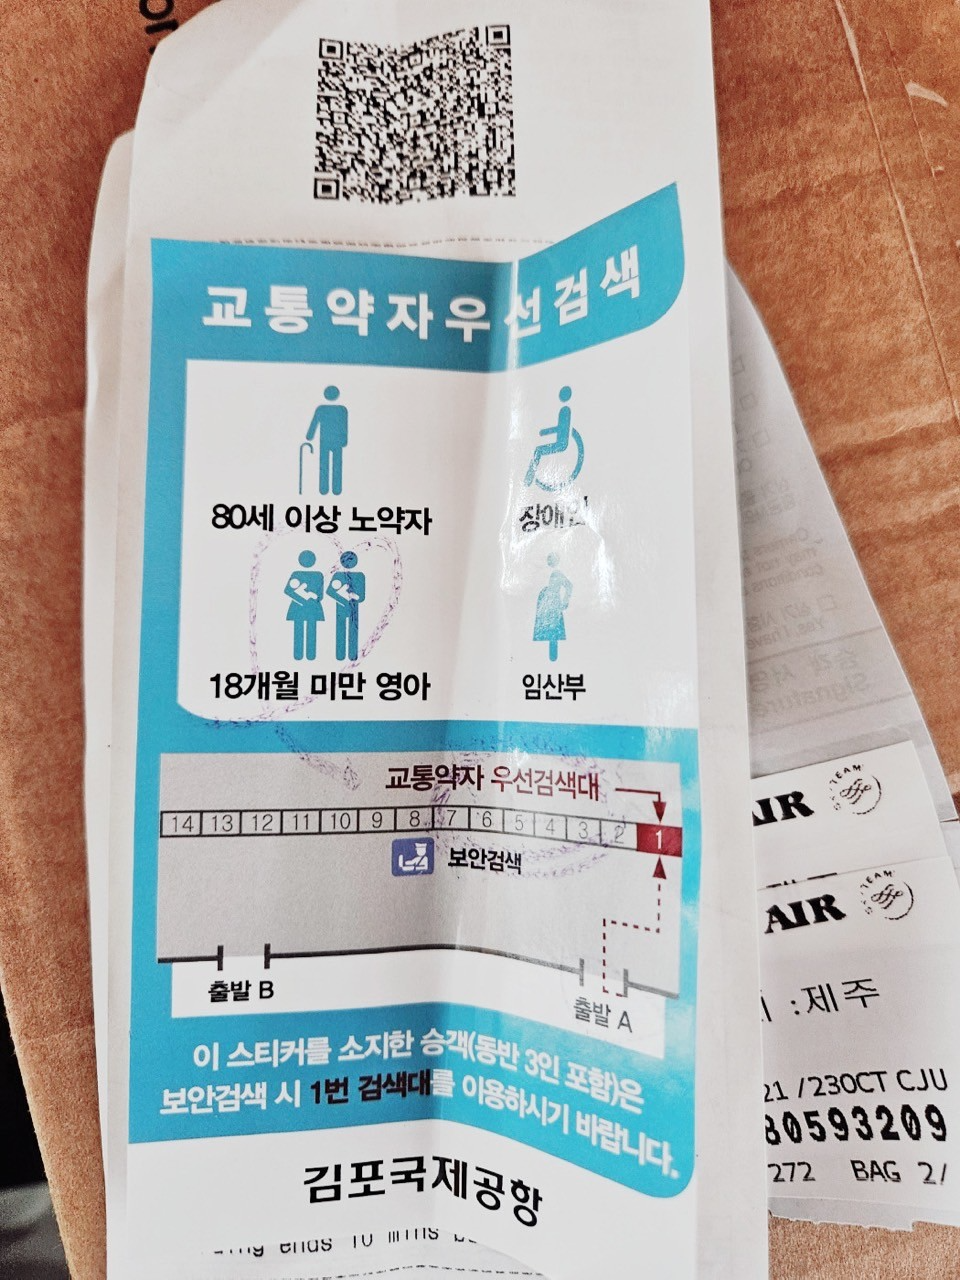 교통약자우선검색
80세 이상 노약자
장애인
18개월 미만 영아
임산부
교통약자 우선검색대
14 13 12 11 10 9 8 7 6 5 4 3 2 1
보안검색
출발 B
출발 A
이 스티커를 소지한 승객(동반 3인 포함)은
보안검색 시 1번 검색대를 이용하시기 바랍니다.
김포국제공항
ends 10 mins
AIR
SKYTEAM
AIR
SKYTEAM
:제주
21 /23OCT CJU
80593209
272 BAG 2/